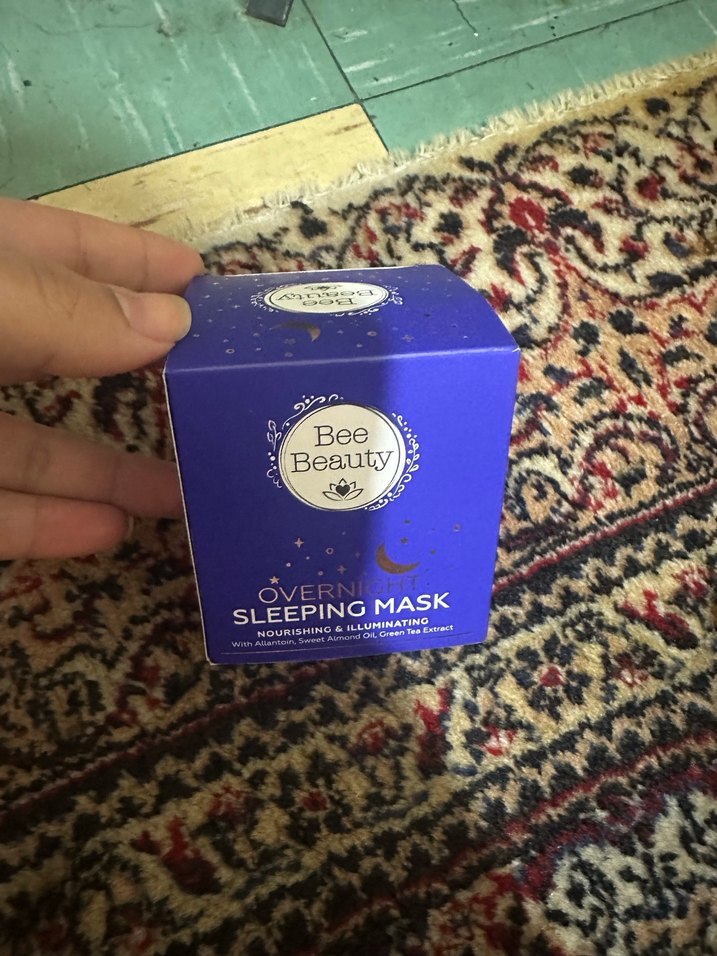 Bee
Beauty
Bee
Beauty
OVERNIGHT
SLEEPING MASK
NOURISHING & ILLUMINATING
With Allantoin, Sweet Almond Oil, Green Tea Extract